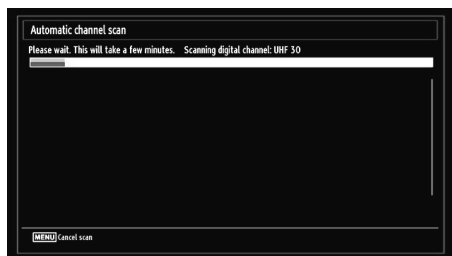 Automatic channel scan
Please wait. This will take a few minutes. Scanning digital channel: UHF 30
MENU Cancel scan